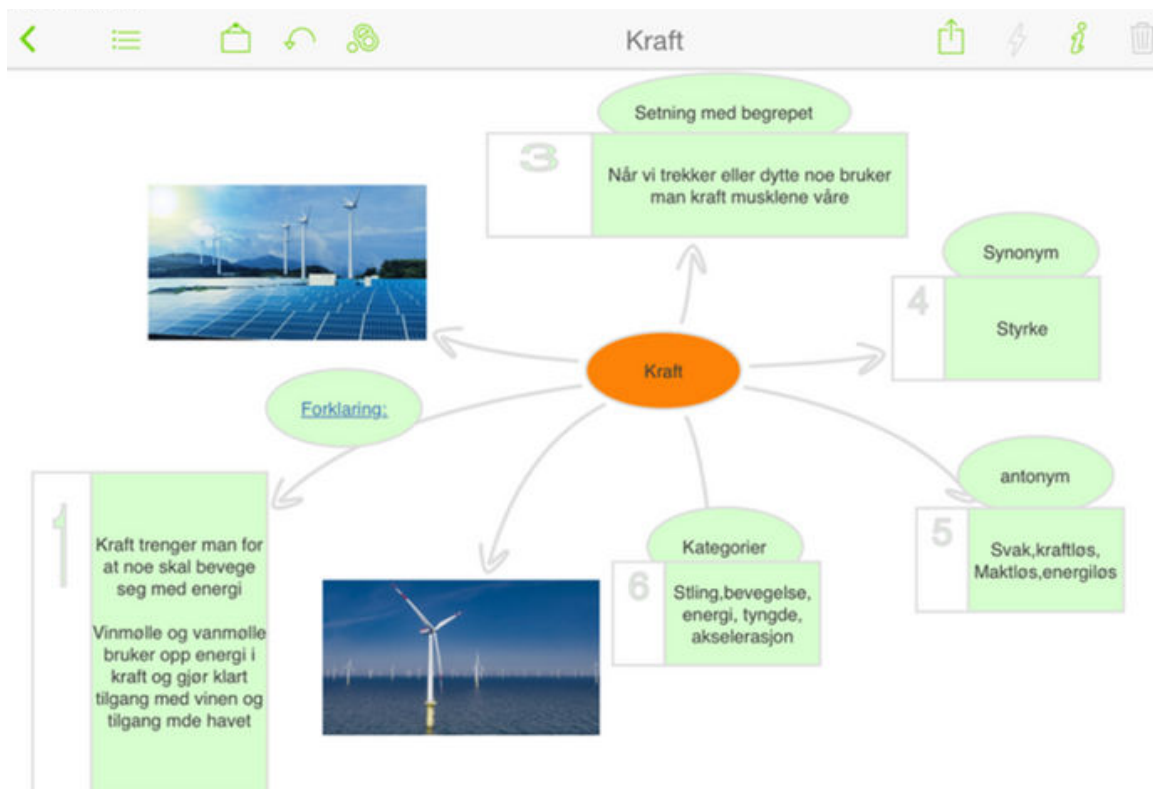 Kraft
Setning med begrepet
3
Når vi trekker eller dytte noe bruker
man kraft musklene våre
Synonym
4
Styrke
Kraft
Forklaring:
antonym
5
Svak,kraftløs,
Maktløs,energiløs
1
Kraft trenger man for
at noe skal bevege
seg med energi
Vinmølle og vanmølle
bruker opp energi i
kraft og gjør klart
tilgang med vinen og
tilgang mde havet
Kategorier
6
Stling,bevegelse,
energi, tyngde,
akselerasjon